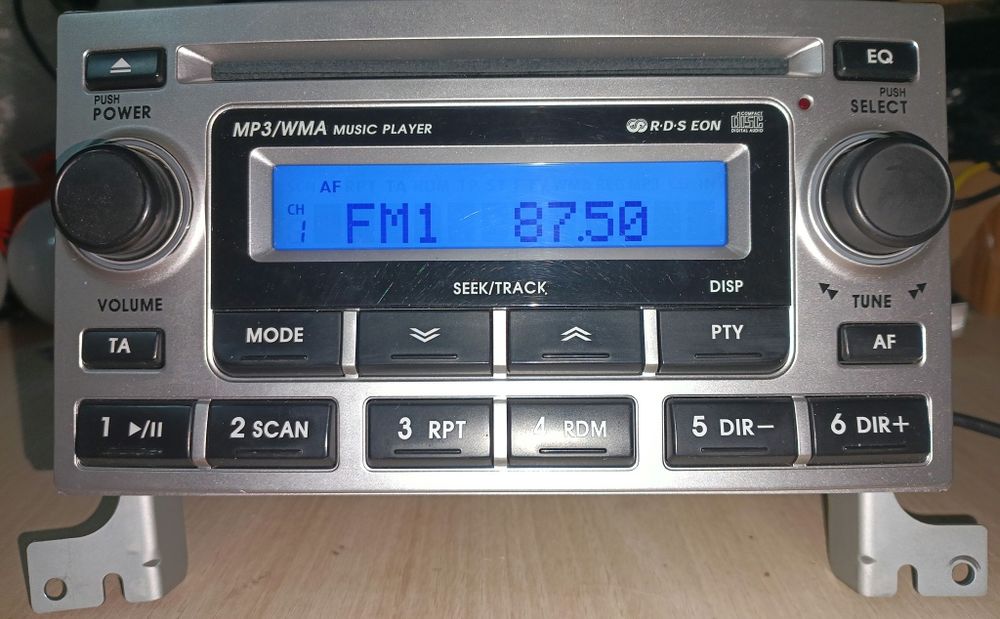 EQ
PUSH
POWER
PUSH
SELECT
MP3/WMA MUSIC PLAYER
R·D·S EON
COMPACT
disc
DIGITAL AUDIO
AF
CH
1
FM1 87.50
SEEK/TRACK
DISP
VOLUME
TUNE
TA
MODE
PTY
AF
1
2 SCAN
3 RPT
4 RDM
5 DIR−
6 DIR+